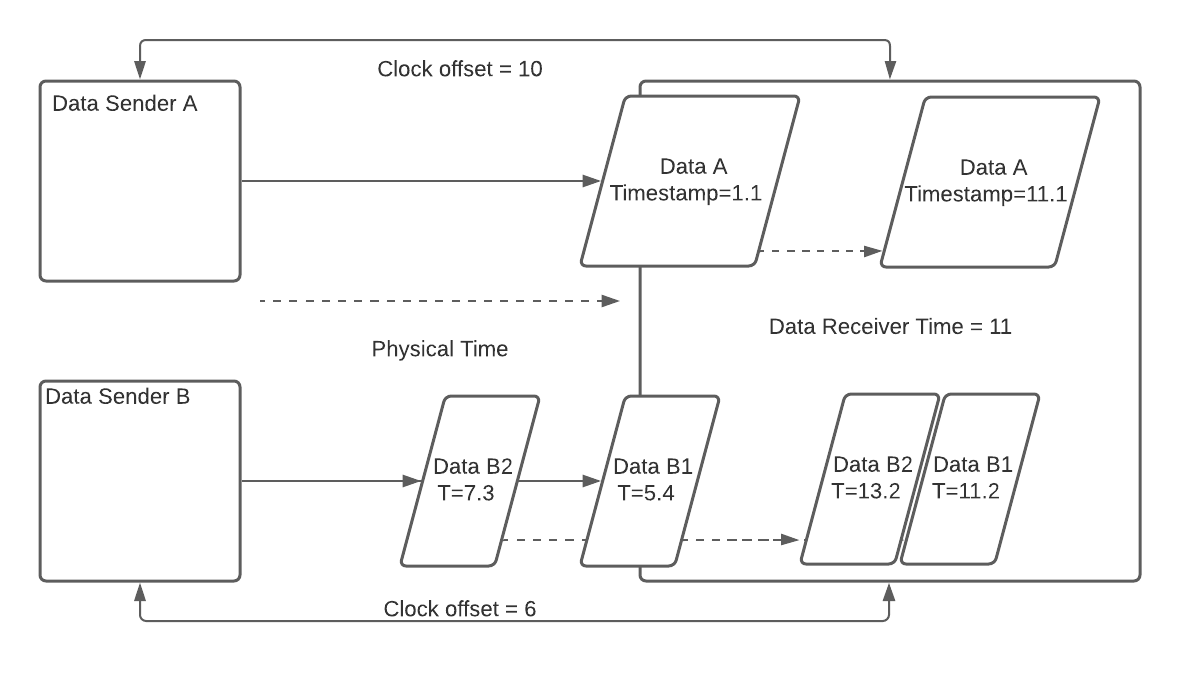 Clock offset = 10
Data Sender A
Data A
Timestamp=1.1
Data A
Timestamp=11.1
Physical Time
Data Receiver Time = 11
Data Sender B
Data B2
T=7.3
Data B1
T=5.4
Data B2
T=13.2
Data B1
T=11.2
Clock offset = 6